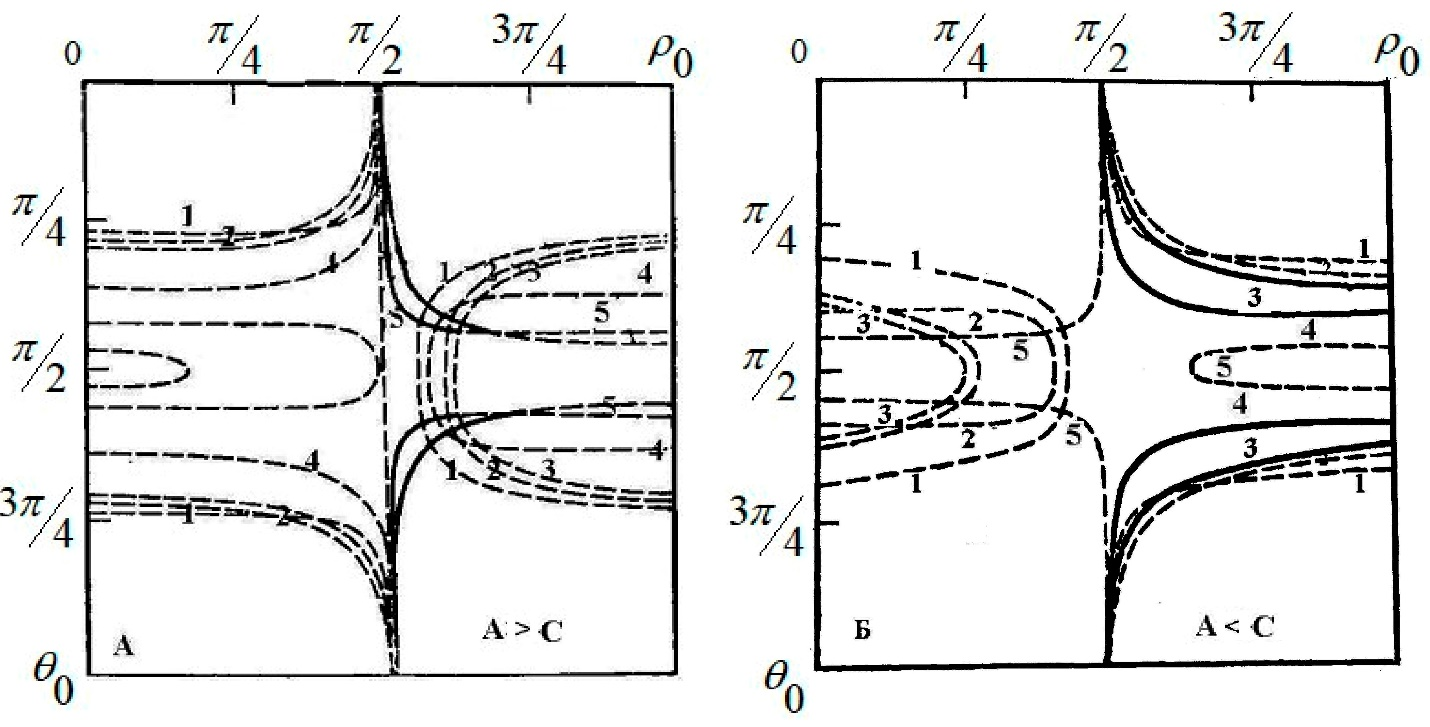 0 π/4 π/2 3π/4 ρ₀
π/4
π/2
3π/4
θ₀
1
4
1 2 3 4
5 5
5
4 4
1 2 1 2 3
А А > С
0 π/4 π/2 3π/4 ρ₀
π/4
π/2
3π/4
θ₀
1 1
2
3 2 3
5 4
5
3 4
2 5 3
1 1
Б А < С